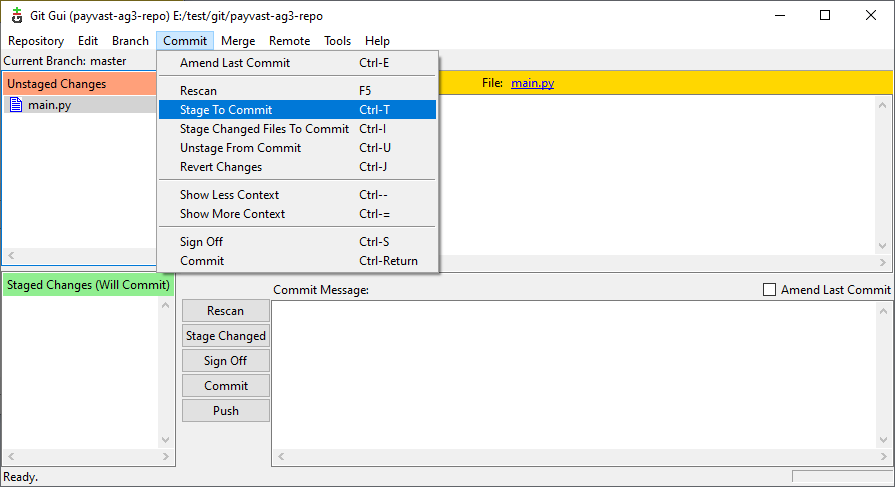 Git Gui (payvast-ag3-repo) E:/test/git/payvast-ag3-repo
Repository Edit Branch Commit Merge Remote Tools Help
Current Branch: master
Unstaged Changes
main.py
Amend Last Commit Ctrl-E
Rescan F5
Stage To Commit Ctrl-T
Stage Changed Files To Commit Ctrl-I
Unstage From Commit Ctrl-U
Revert Changes Ctrl-J
Show Less Context Ctrl--
Show More Context Ctrl-=
Sign Off Ctrl-S
Commit Ctrl-Return
File: main.py
Staged Changes (Will Commit)
Rescan
Stage Changed
Sign Off
Commit
Push
Commit Message:
Amend Last Commit
Ready.